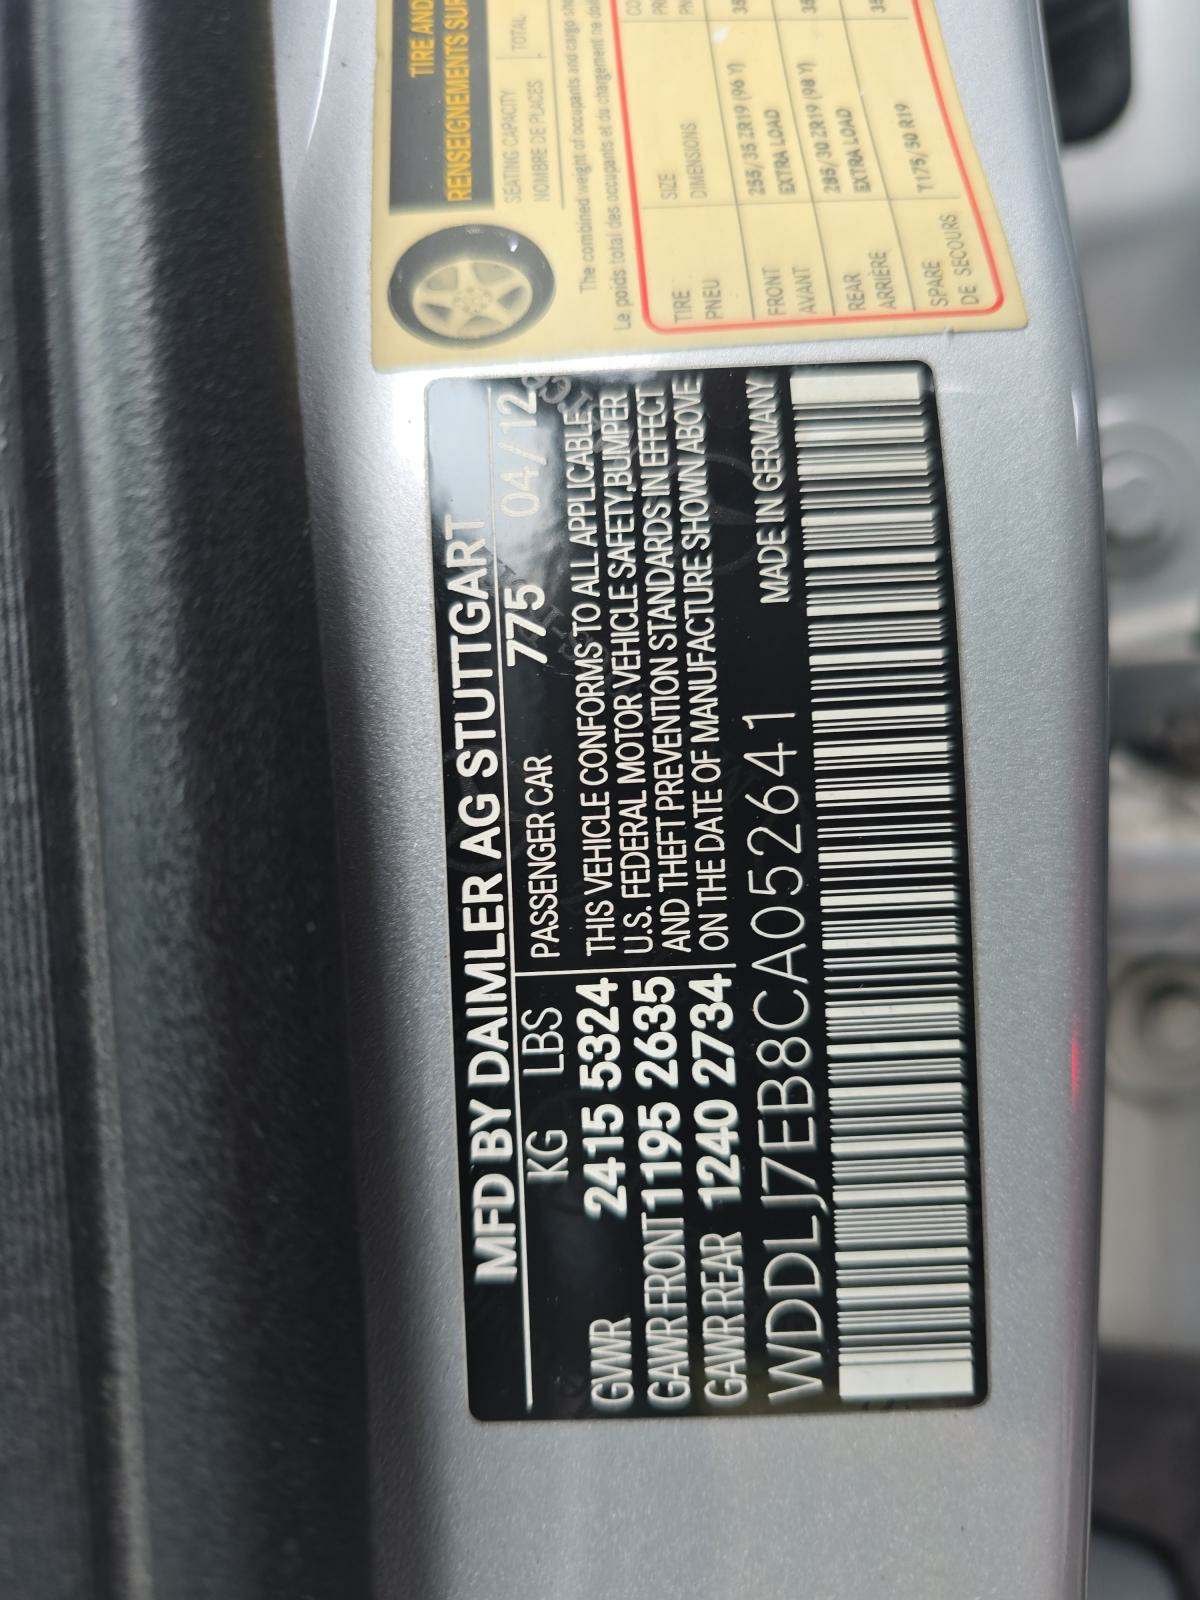 MFD BY DAIMLER AG STUTTGART
KG LBS PASSENGER CAR 775 04/12
GVWR 2415 5324
GAWR FRONT 1195 2635
GAWR REAR 1240 2734
THIS VEHICLE CONFORMS TO ALL APPLICABLE
U.S. FEDERAL MOTOR VEHICLE SAFETY,BUMPER
AND THEFT PREVENTION STANDARDS IN EFFECT
ON THE DATE OF MANUFACTURE SHOWN ABOVE
WDDLJ7EB8CA052641 MADE IN GERMANY
TIRE AND
RENSEIGNEMENTS SUR
SEATING CAPACITY
NOMBRE DE PLACES
TOTAL
The combined weight of occupants and cargo
Le poids total des occupants et du chargement ne
TIRE SIZE
PNEU DIMENSIONS
FRONT 255/35 ZR19 (96 Y) 35
AVANT EXTRA LOAD
REAR 285/30 ZR19 (98 Y) 35
ARRIÈRE EXTRA LOAD
SPARE T175/50 R19
DE SECOURS